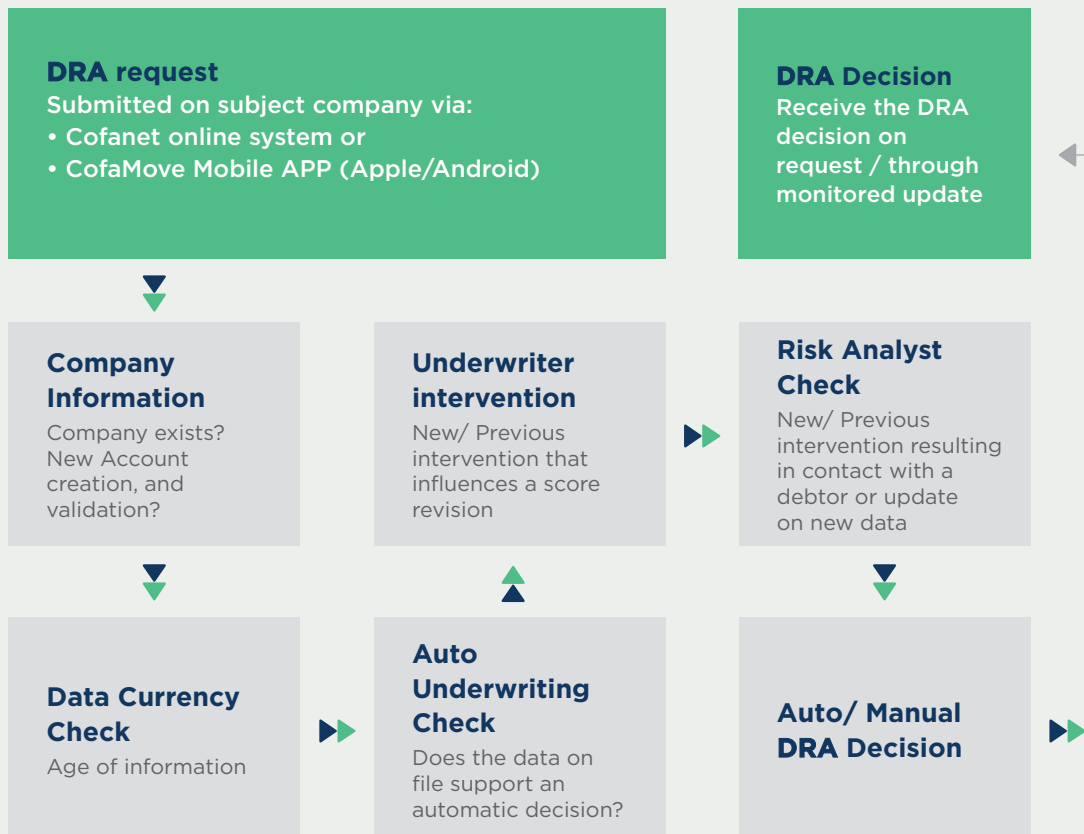 DRA request
Submitted on subject company via:
• Cofanet online system or
• CofaMove Mobile APP (Apple/Android)
DRA Decision
Receive the DRA
decision on
request / through
monitored update
Company
Information
Company exists?
New Account
creation, and
validation?
Underwriter
intervention
New/ Previous
intervention that
influences a score
revision
Risk Analyst
Check
New/ Previous
intervention resulting
in contact with a
debtor or update
on new data
Data Currency
Check
Age of information
Auto
Underwriting
Check
Does the data on
file support an
automatic decision?
Auto/ Manual
DRA Decision